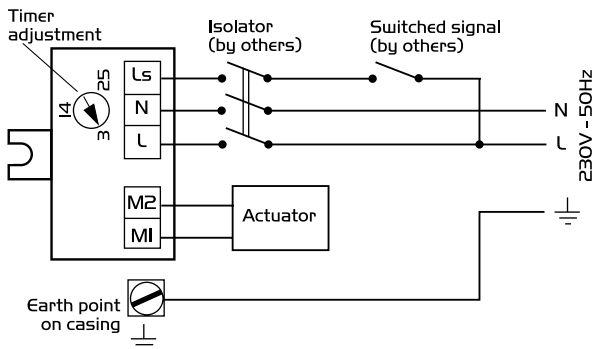 Timer
adjustment
Isolator
(by others)
Switched signal
(by others)
25
14
3
Ls
N
L
N
L
230V - 50Hz
M2
M1
Actuator
Earth point
on casing